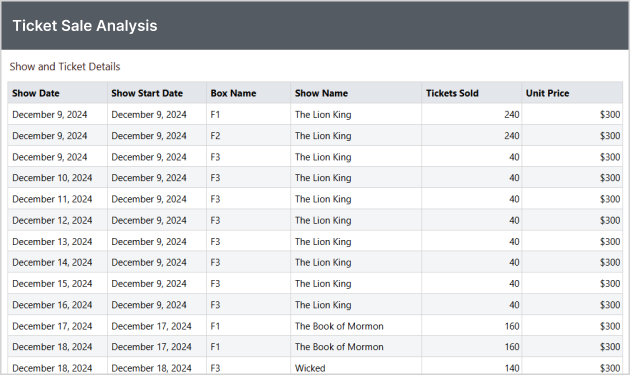 Ticket Sale Analysis
Show and Ticket Details
Show Date Show Start Date Box Name Show Name Tickets Sold Unit Price
December 9, 2024 December 9, 2024 F1 The Lion King 240 $300
December 9, 2024 December 9, 2024 F2 The Lion King 240 $300
December 9, 2024 December 9, 2024 F3 The Lion King 40 $300
December 10, 2024 December 9, 2024 F3 The Lion King 40 $300
December 11, 2024 December 9, 2024 F3 The Lion King 40 $300
December 12, 2024 December 9, 2024 F3 The Lion King 40 $300
December 13, 2024 December 9, 2024 F3 The Lion King 40 $300
December 14, 2024 December 9, 2024 F3 The Lion King 40 $300
December 15, 2024 December 9, 2024 F3 The Lion King 40 $300
December 16, 2024 December 9, 2024 F3 The Lion King 40 $300
December 17, 2024 December 17, 2024 F1 The Book of Mormon 160 $300
December 18, 2024 December 17, 2024 F1 The Book of Mormon 160 $300
December 18, 2024 December 18, 2024 F3 Wicked 140 $300